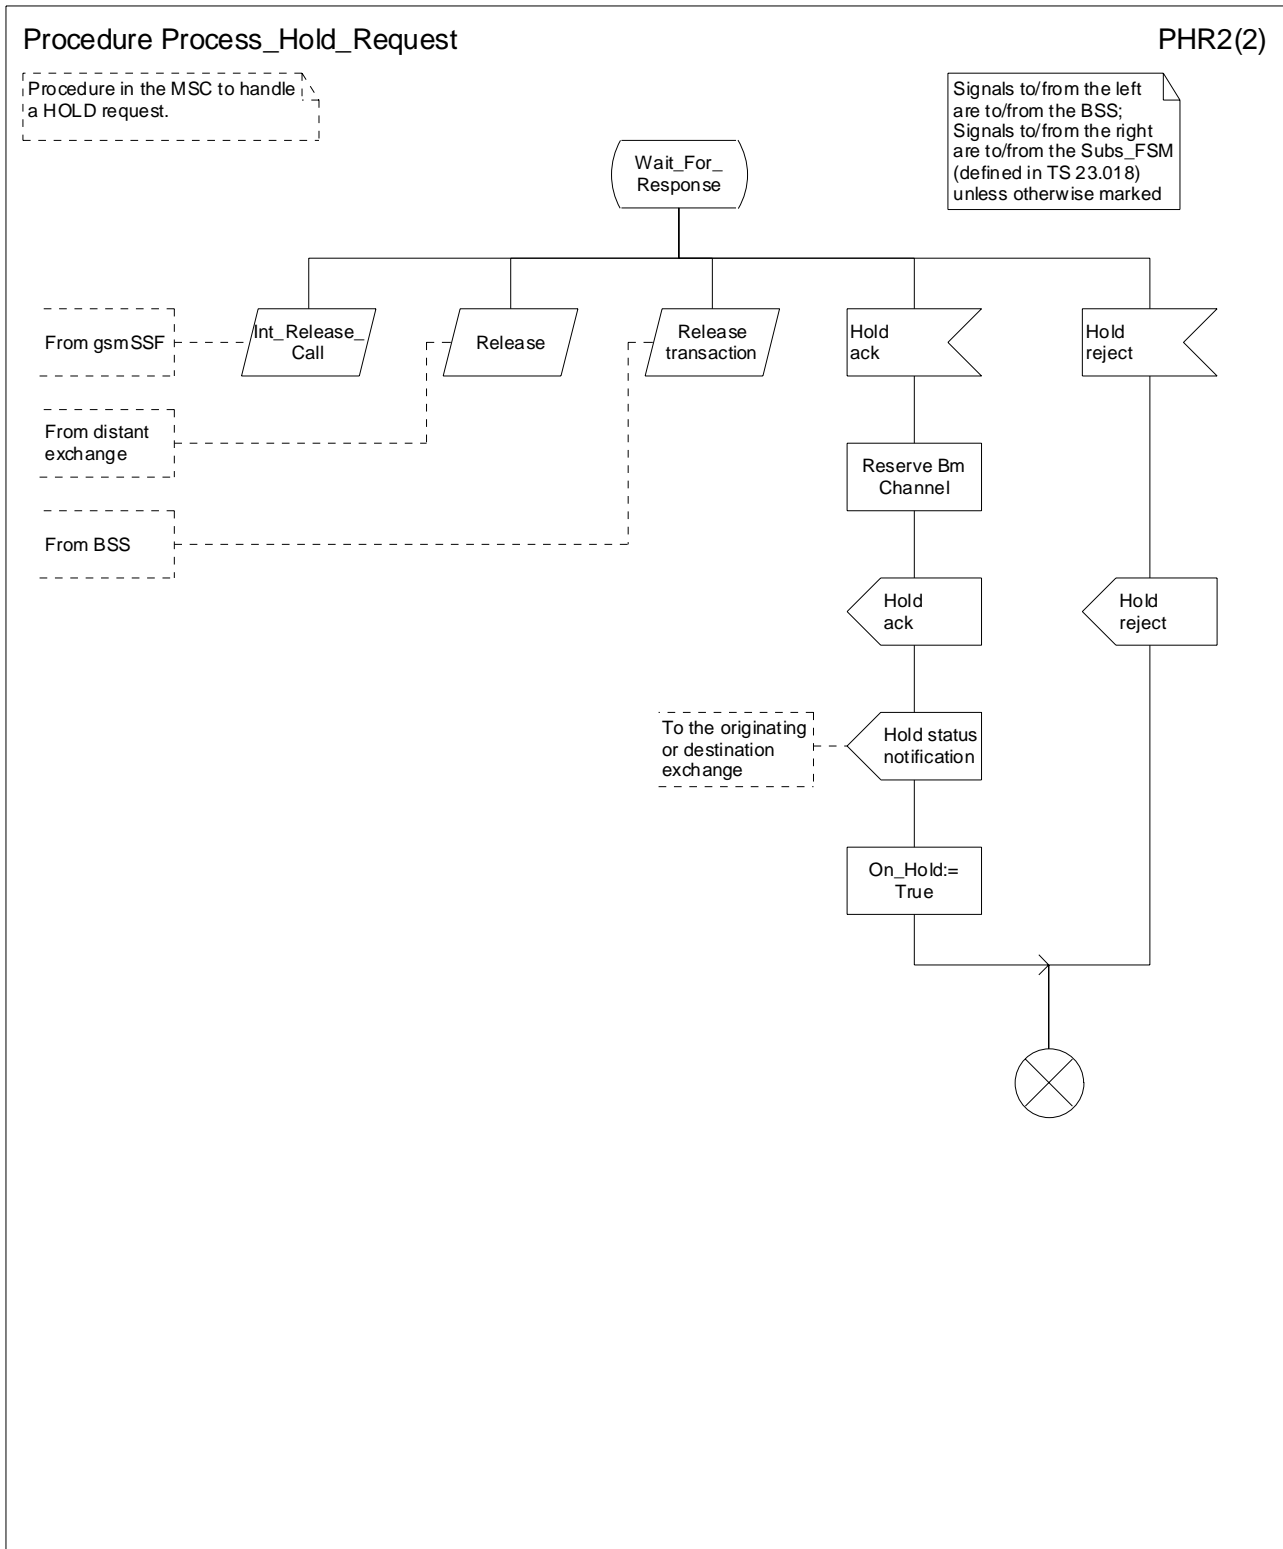 Procedure Process_Hold_Request
PHR2(2)
Procedure in the MSC to handle
a HOLD request.
Signals to/from the left
are to/from the BSS;
Signals to/from the right
are to/from the Subs_FSM
(defined in TS 23.018)
unless otherwise marked
Wait_For_
Response
From gsmSSF
Int_Release_
Call
Release
Release
transaction
Hold
ack
Hold
reject
From distant
exchange
Reserve Bm
Channel
From BSS
Hold
ack
Hold
reject
To the originating
or destination
exchange
Hold status
notification
On_Hold:=
True